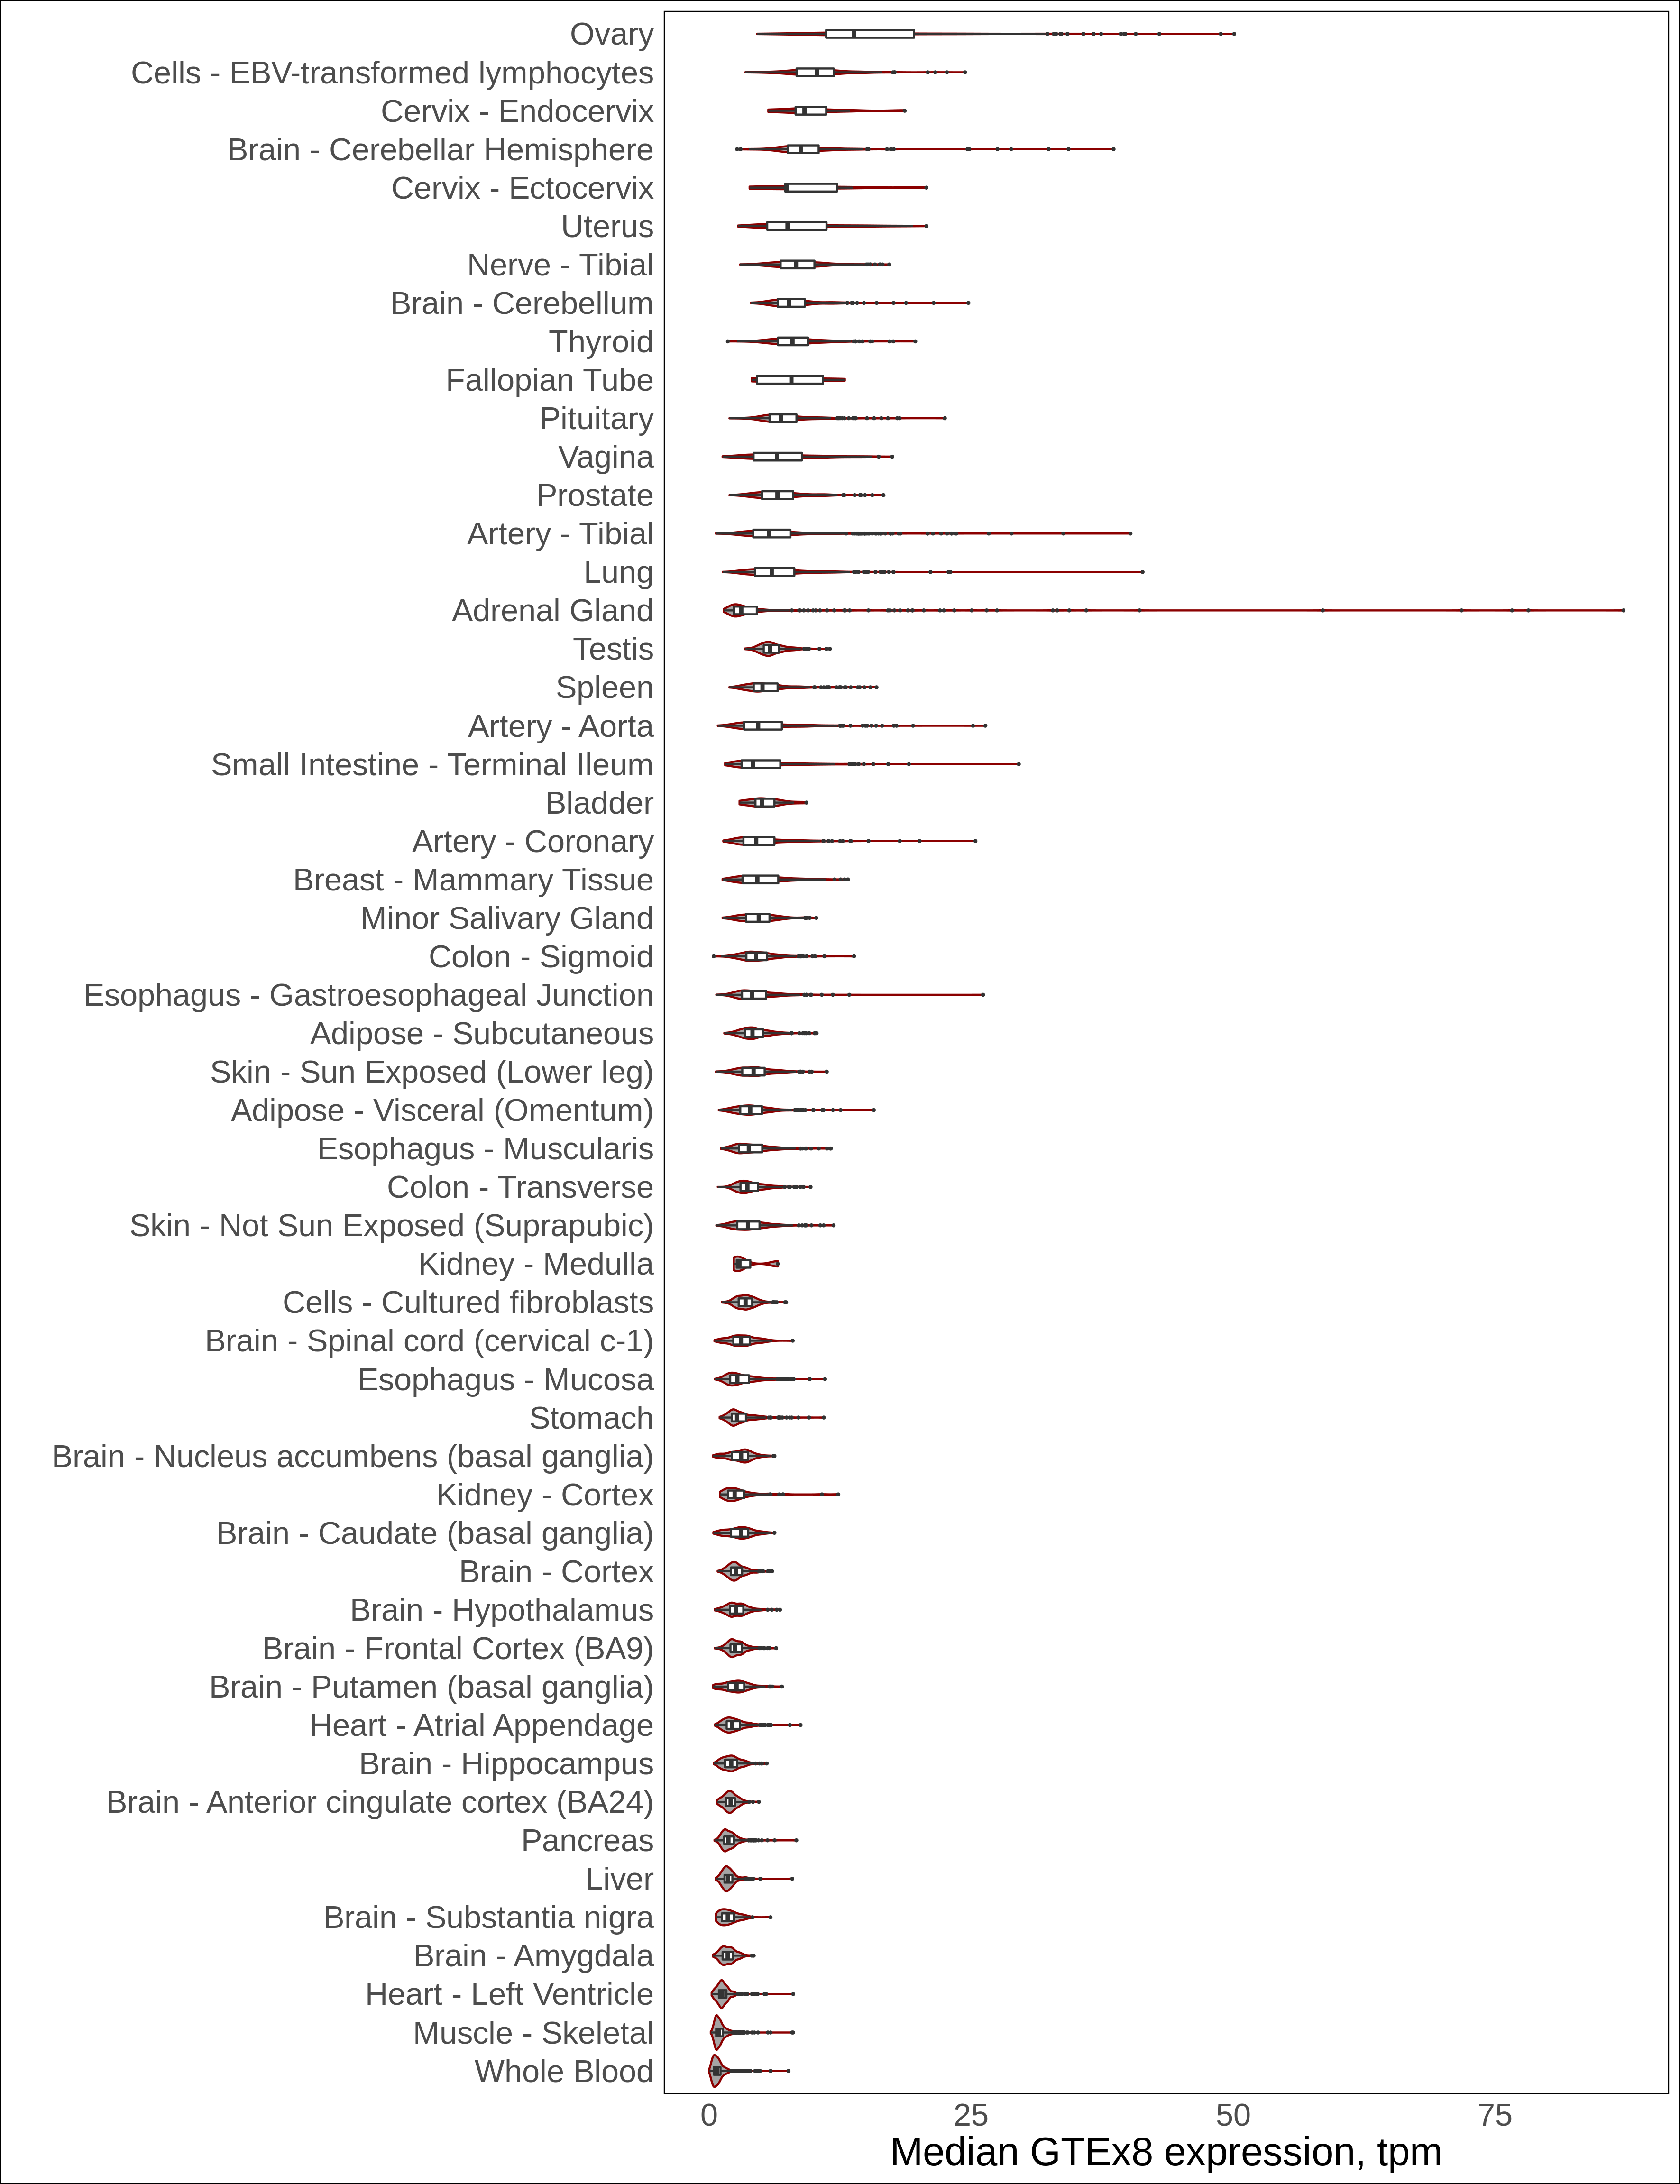 Ovary
Cells - EBV-transformed lymphocytes
Cervix - Endocervix
Brain - Cerebellar Hemisphere
Cervix - Ectocervix
Uterus
Nerve - Tibial
Brain - Cerebellum
Thyroid
Fallopian Tube
Pituitary
Vagina
Prostate
Artery - Tibial
Lung
Adrenal Gland
Testis
Spleen
Artery - Aorta
Small Intestine - Terminal Ileum
Bladder
Artery - Coronary
Breast - Mammary Tissue
Minor Salivary Gland
Colon - Sigmoid
Esophagus - Gastroesophageal Junction
Adipose - Subcutaneous
Skin - Sun Exposed (Lower leg)
Adipose - Visceral (Omentum)
Esophagus - Muscularis
Colon - Transverse
Skin - Not Sun Exposed (Suprapubic)
Kidney - Medulla
Cells - Cultured fibroblasts
Brain - Spinal cord (cervical c-1)
Esophagus - Mucosa
Stomach
Brain - Nucleus accumbens (basal ganglia)
Kidney - Cortex
Brain - Caudate (basal ganglia)
Brain - Cortex
Brain - Hypothalamus
Brain - Frontal Cortex (BA9)
Brain - Putamen (basal ganglia)
Heart - Atrial Appendage
Brain - Hippocampus
Brain - Anterior cingulate cortex (BA24)
Pancreas
Liver
Brain - Substantia nigra
Brain - Amygdala
Heart - Left Ventricle
Muscle - Skeletal
Whole Blood
0 25 50 75
Median GTEx8 expression, tpm